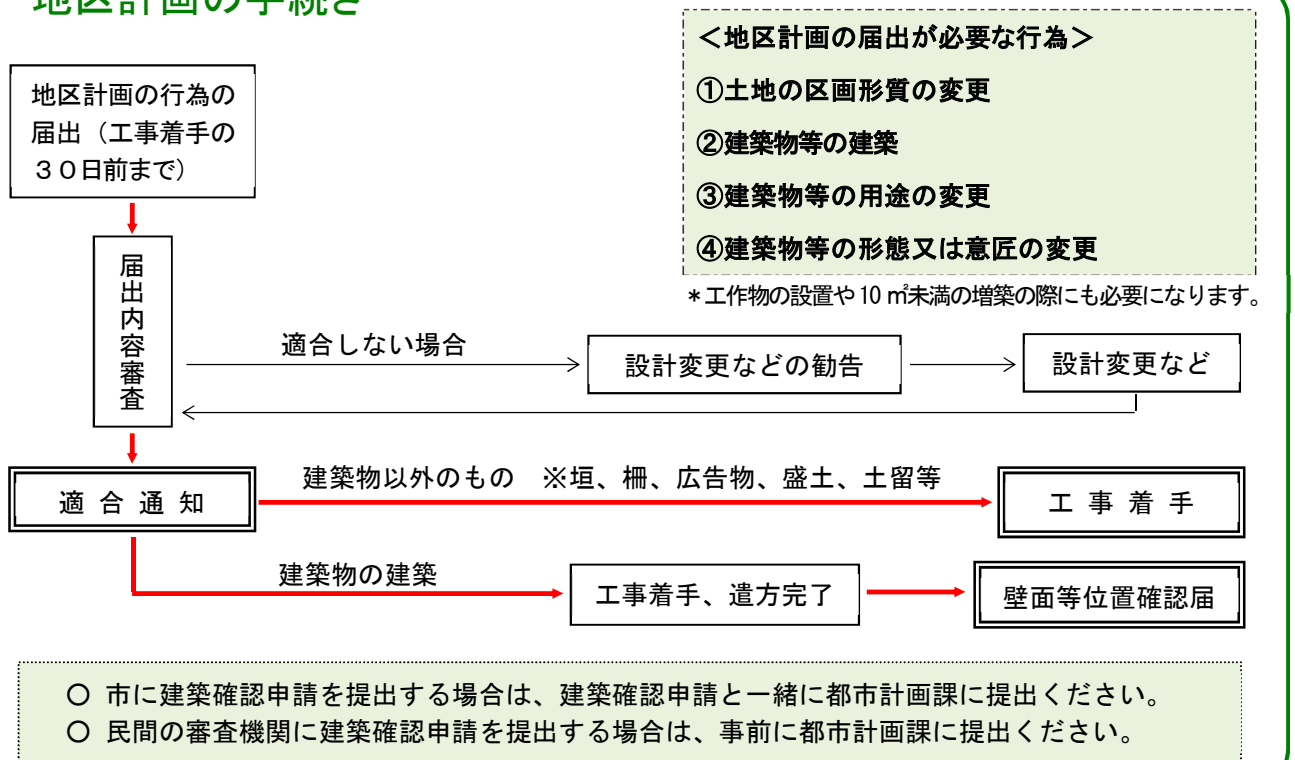 地区計画の手続き
＜地区計画の届出が必要な行為＞
①土地の区画形質の変更
②建築物等の建築
③建築物等の用途の変更
④建築物等の形態又は意匠の変更
＊工作物の設置や10㎡未満の増築の際にも必要になります。
地区計画の行為の
届出（工事着手の
３０日前まで）
届出内容審査
適合しない場合
設計変更などの勧告
設計変更など
適合通知
建築物以外のもの　※垣、柵、広告物、盛土、土留等
工事着手
建築物の建築
工事着手、遣方完了
壁面等位置確認届
○ 市に建築確認申請を提出する場合は、建築確認申請と一緒に都市計画課に提出ください。
○ 民間の審査機関に建築確認申請を提出する場合は、事前に都市計画課に提出ください。